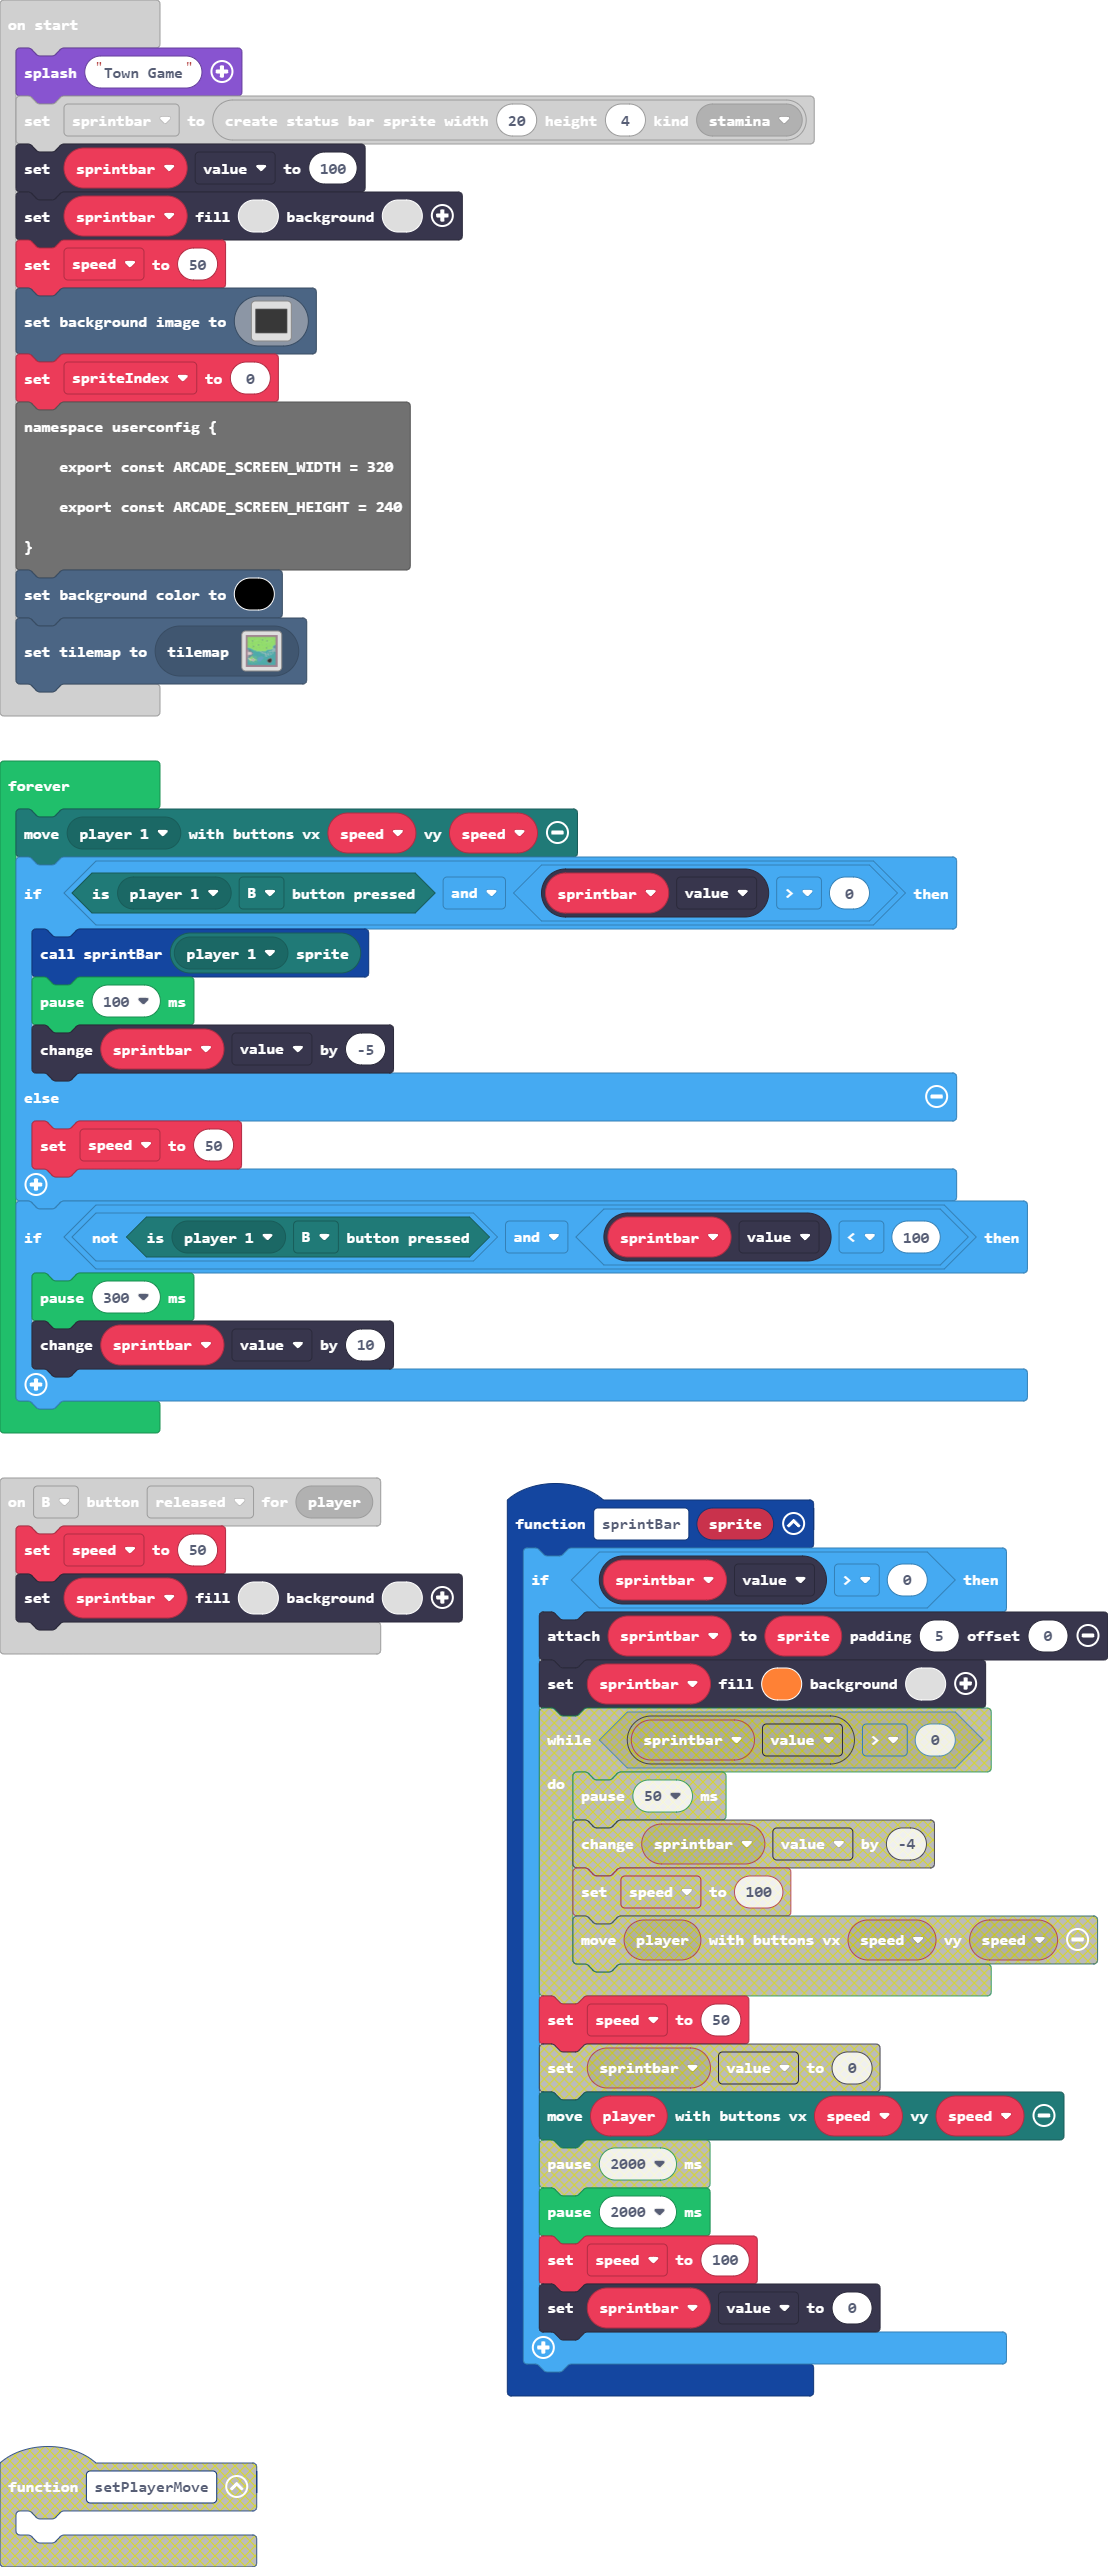 on start
splash "Town Game"
set sprintbar to create status bar sprite width 20 height 4 kind stamina
set sprintbar value to 100
set sprintbar fill background
set speed to 50
set background image to
set spriteIndex to 0
namespace userconfig {
export const ARCADE_SCREEN_WIDTH = 320
export const ARCADE_SCREEN_HEIGHT = 240
}
set background color to
set tilemap to tilemap
forever
move player 1 with buttons vx speed vy speed
if is player 1 B button pressed and sprintbar value > 0 then
call sprintBar player 1 sprite
pause 100 ms
change sprintbar value by -5
else
set speed to 50
if not is player 1 B button pressed and sprintbar value < 100 then
pause 300 ms
change sprintbar value by 10
on B button released for player
set speed to 50
set sprintbar fill background
function sprintBar sprite
if sprintbar value > 0 then
attach sprintbar to sprite padding 5 offset 0
set sprintbar fill background
while sprintbar value > 0
do
pause 50 ms
change sprintbar value by -4
set speed to 100
move player with buttons vx speed vy speed
set speed to 50
set sprintbar value to 0
move player with buttons vx speed vy speed
pause 2000 ms
pause 2000 ms
set speed to 100
set sprintbar value to 0
function setPlayerMove